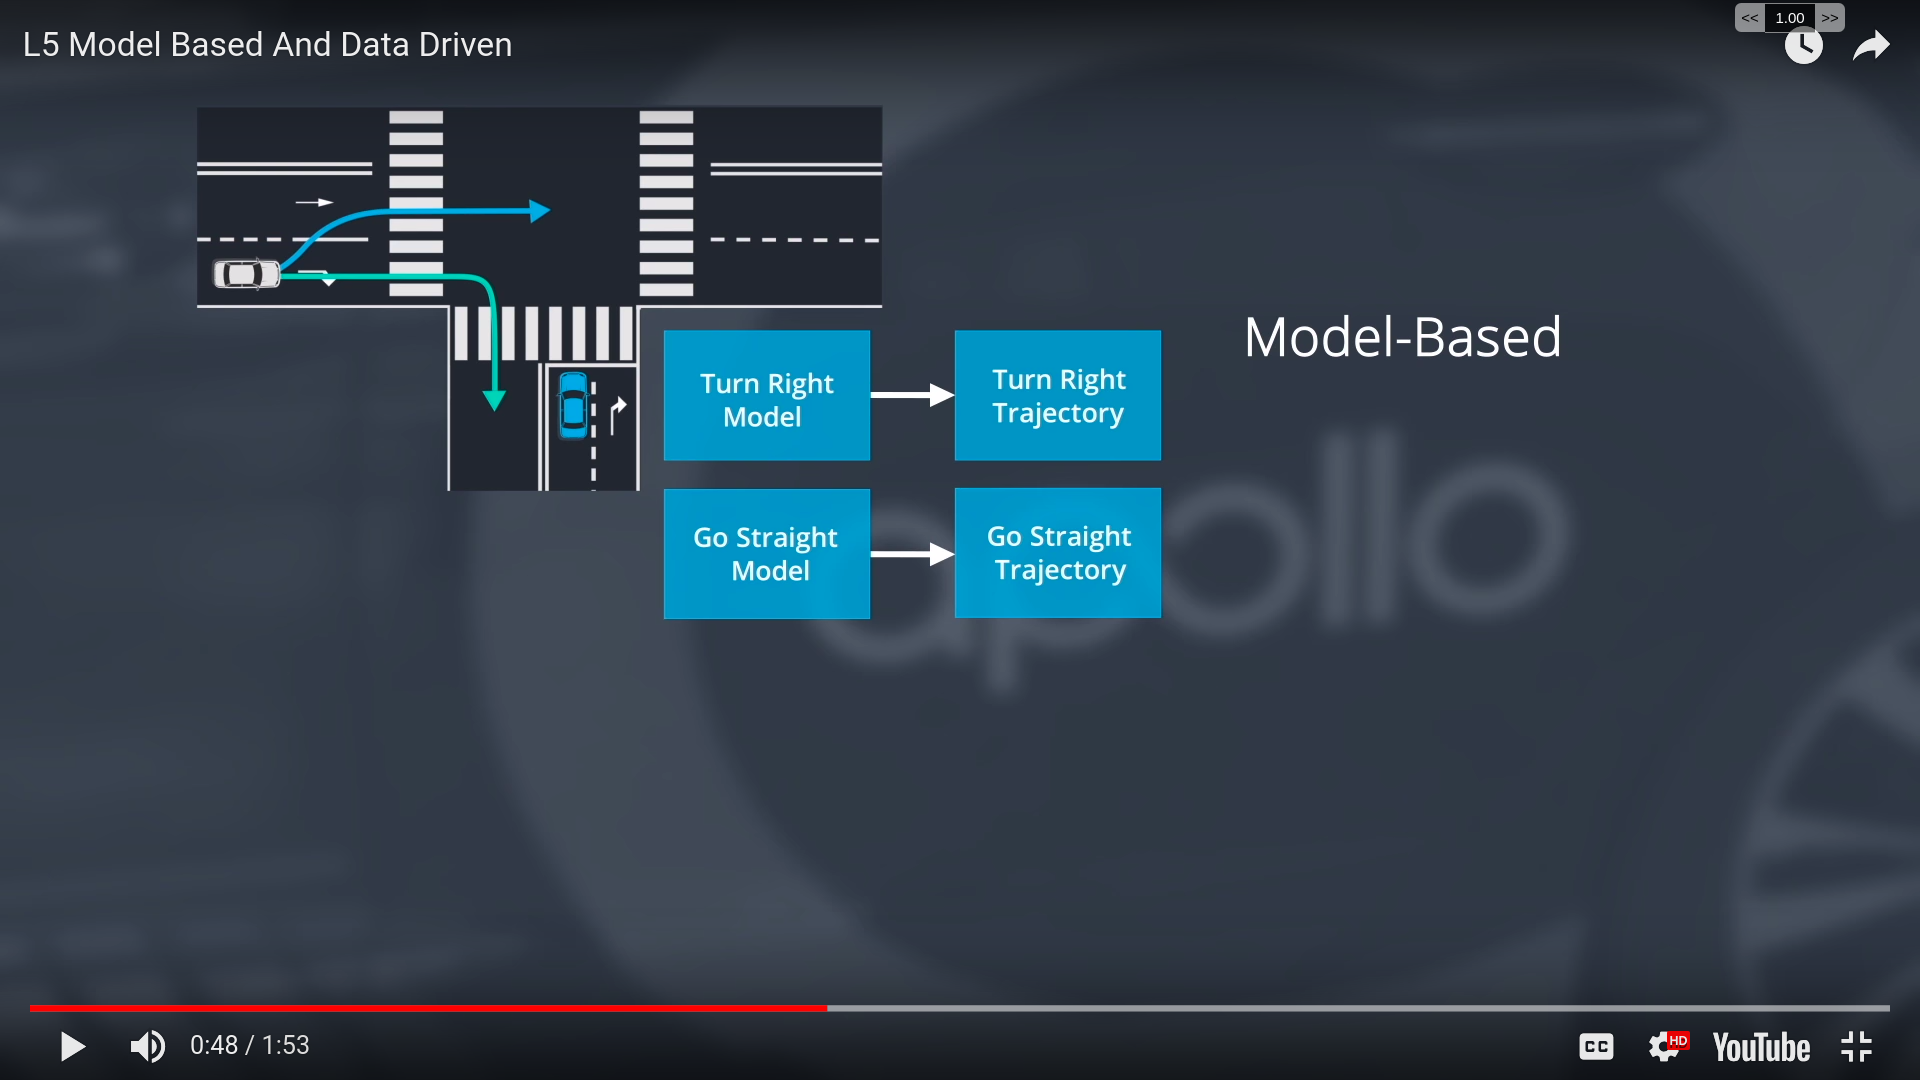 L5 Model Based And Data Driven
<< 1.00 >>
Model-Based
Turn Right
Model
Turn Right
Trajectory
Go Straight
Model
Go Straight
Trajectory
apollo
0:48 / 1:53
CC
HD
YouTube